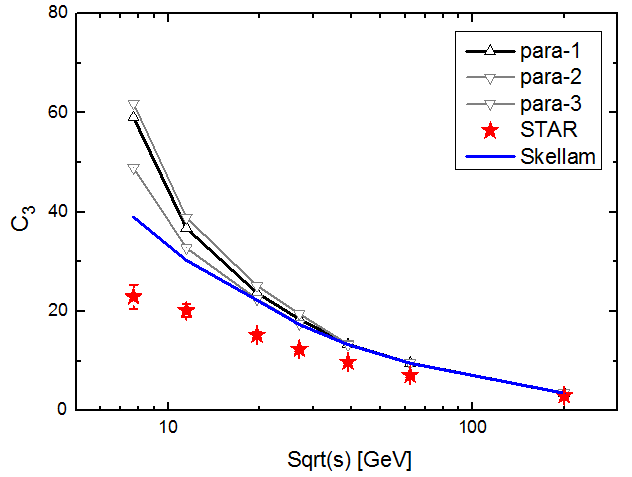 80
60
40
20
0
C3
10
100
Sqrt(s) [GeV]
para-1
para-2
para-3
STAR
Skellam